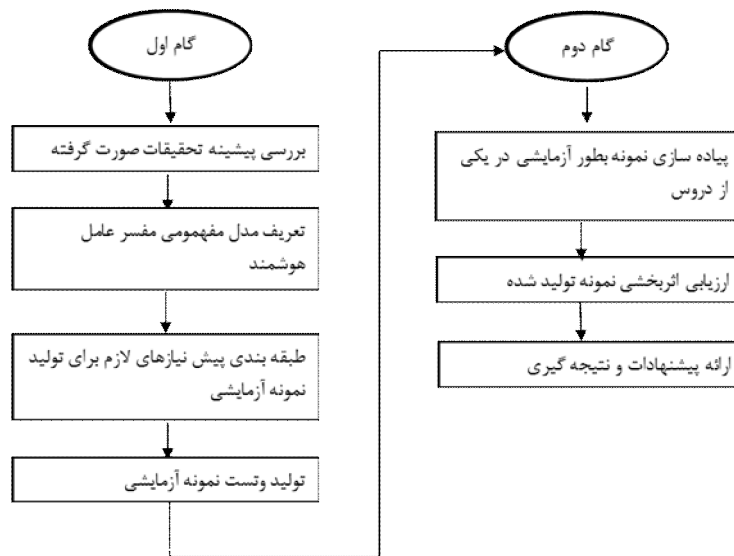 گام اول
بررسی پیشینه تحقیقات صورت گرفته
تعریف مدل مفهمومی مفسر عامل
هوشمند
طبقه بندی پیش نیازهای لازم برای تولید
نمونه آزمایشی
تولید وتست نمونه آزمایشی
گام دوم
پیاده سازی نمونه بطور آزمایشی در یکی
از دروس
ارزیابی اثربخشی نمونه تولید شده
ارائه پیشنهادات و نتیجه گیری